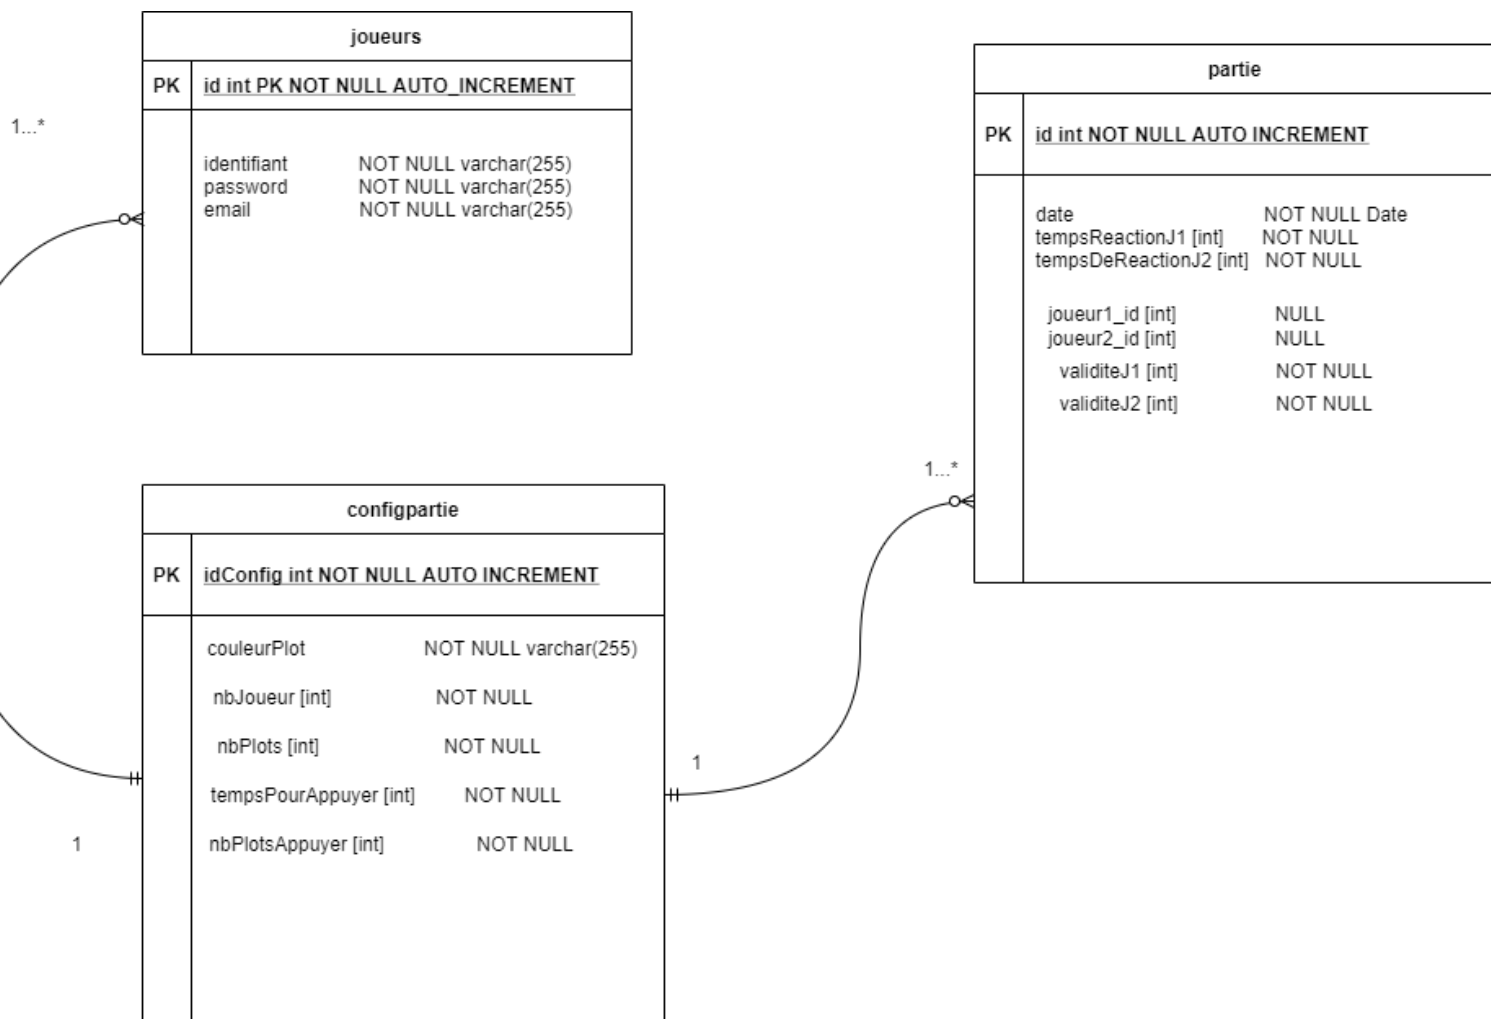 joueurs
PK id int PK NOT NULL AUTO_INCREMENT
1...*
identifiant NOT NULL varchar(255)
password NOT NULL varchar(255)
email NOT NULL varchar(255)
partie
PK id int NOT NULL AUTO INCREMENT
date NOT NULL Date
tempsReactionJ1 [int] NOT NULL
tempsDeReactionJ2 [int] NOT NULL
joueur1_id [int] NULL
joueur2_id [int] NULL
validiteJ1 [int] NOT NULL
validiteJ2 [int] NOT NULL
1...*
configpartie
PK idConfig int NOT NULL AUTO INCREMENT
couleurPlot NOT NULL varchar(255)
nbJoueur [int] NOT NULL
nbPlots [int] NOT NULL
1
tempsPourAppuyer [int] NOT NULL
1
nbPlotsAppuyer [int] NOT NULL